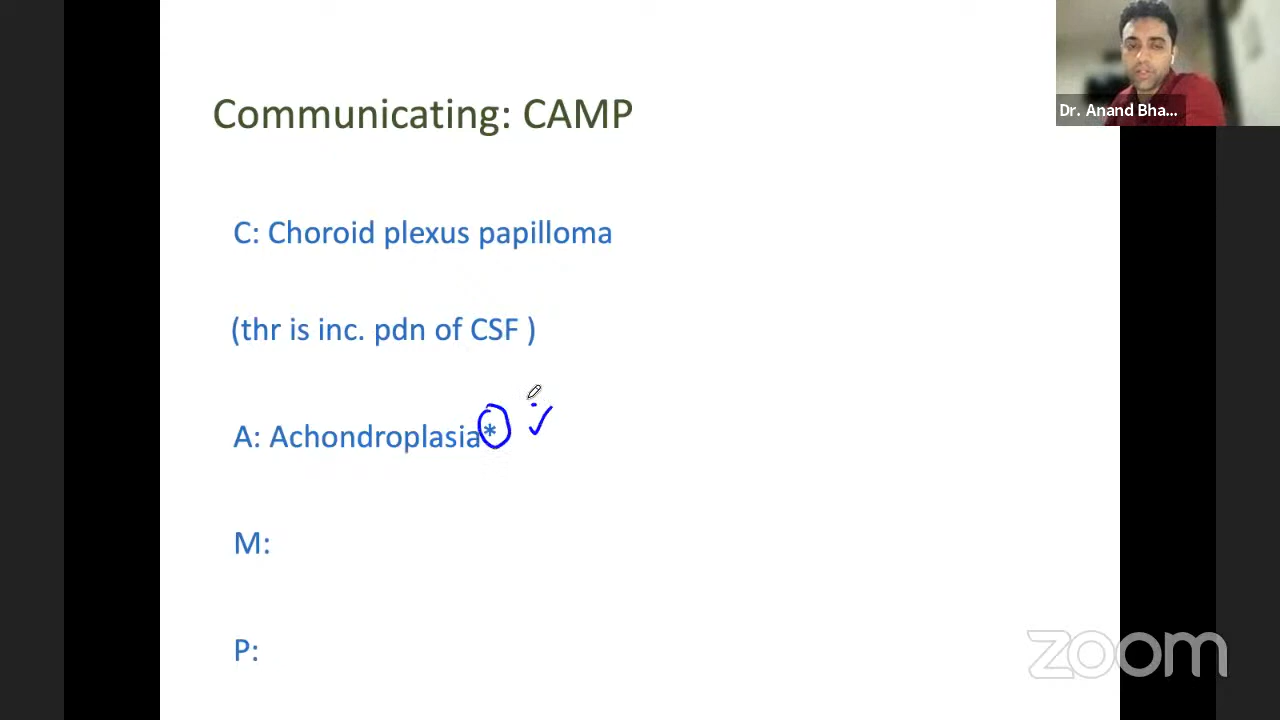 Communicating: CAMP
Dr. Anand Bha...
C: Choroid plexus papilloma
(thr is inc. pdn of CSF )
A: Achondroplasia*
M:
P:
zoom